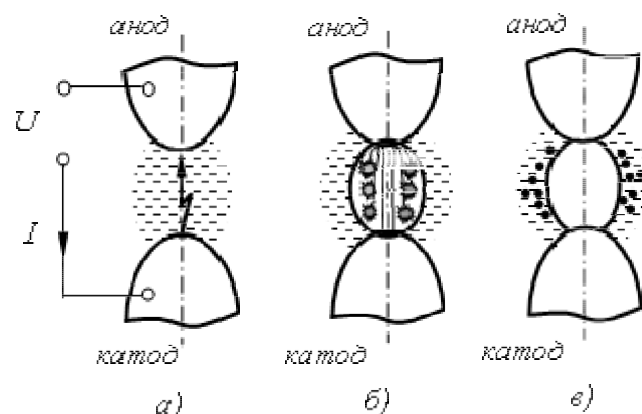 анод анод анод
U
I
катод катод катод
а) б) в)